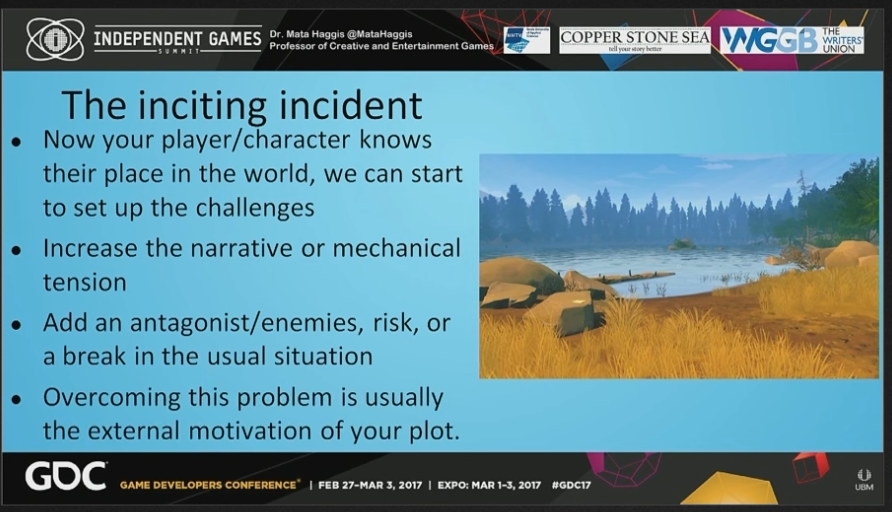 INDEPENDENT GAMES
SUMMIT
Dr. Mata Haggis @MataHaggis
Professor of Creative and Entertainment Games
COPPER STONE SEA
tell your story better
WGGB
THE
WRITERS'
UNION
The inciting incident
• Now your player/character knows
their place in the world, we can start
to set up the challenges
• Increase the narrative or mechanical
tension
• Add an antagonist/enemies, risk, or
a break in the usual situation
• Overcoming this problem is usually
the external motivation of your plot.
GDC
GAME DEVELOPERS CONFERENCE® | FEB 27–MAR 3, 2017 | EXPO: MAR 1–3, 2017 #GDC17
UBM